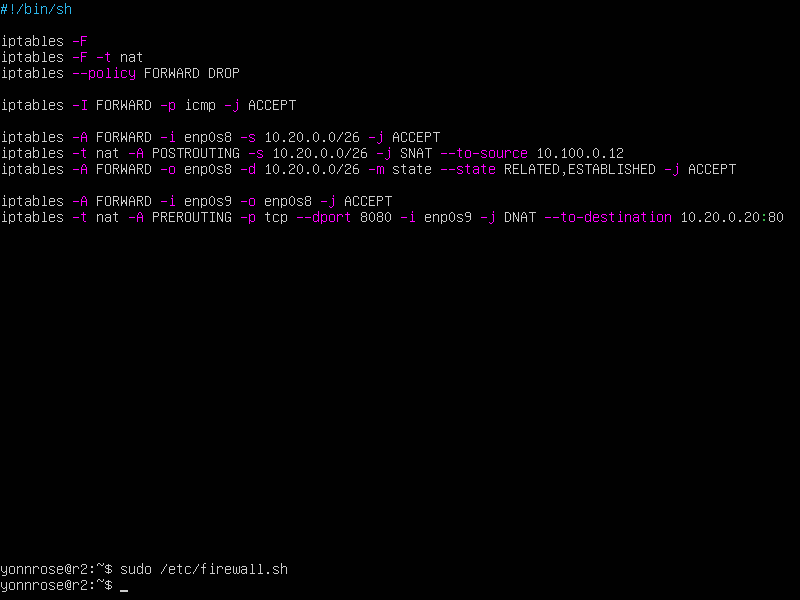 #!/bin/sh
iptables -F
iptables -F -t nat
iptables --policy FORWARD DROP
iptables -I FORWARD -p icmp -j ACCEPT
iptables -A FORWARD -i enp0s8 -s 10.20.0.0/26 -j ACCEPT
iptables -t nat -A POSTROUTING -s 10.20.0.0/26 -j SNAT --to-source 10.100.0.12
iptables -A FORWARD -o enp0s8 -d 10.20.0.0/26 -m state --state RELATED,ESTABLISHED -j ACCEPT
iptables -A FORWARD -i enp0s9 -o enp0s8 -j ACCEPT
iptables -t nat -A PREROUTING -p tcp --dport 8080 -i enp0s9 -j DNAT --to-destination 10.20.0.20:80
yonnrose@r2:~$ sudo /etc/firewall.sh
yonnrose@r2:~$ _